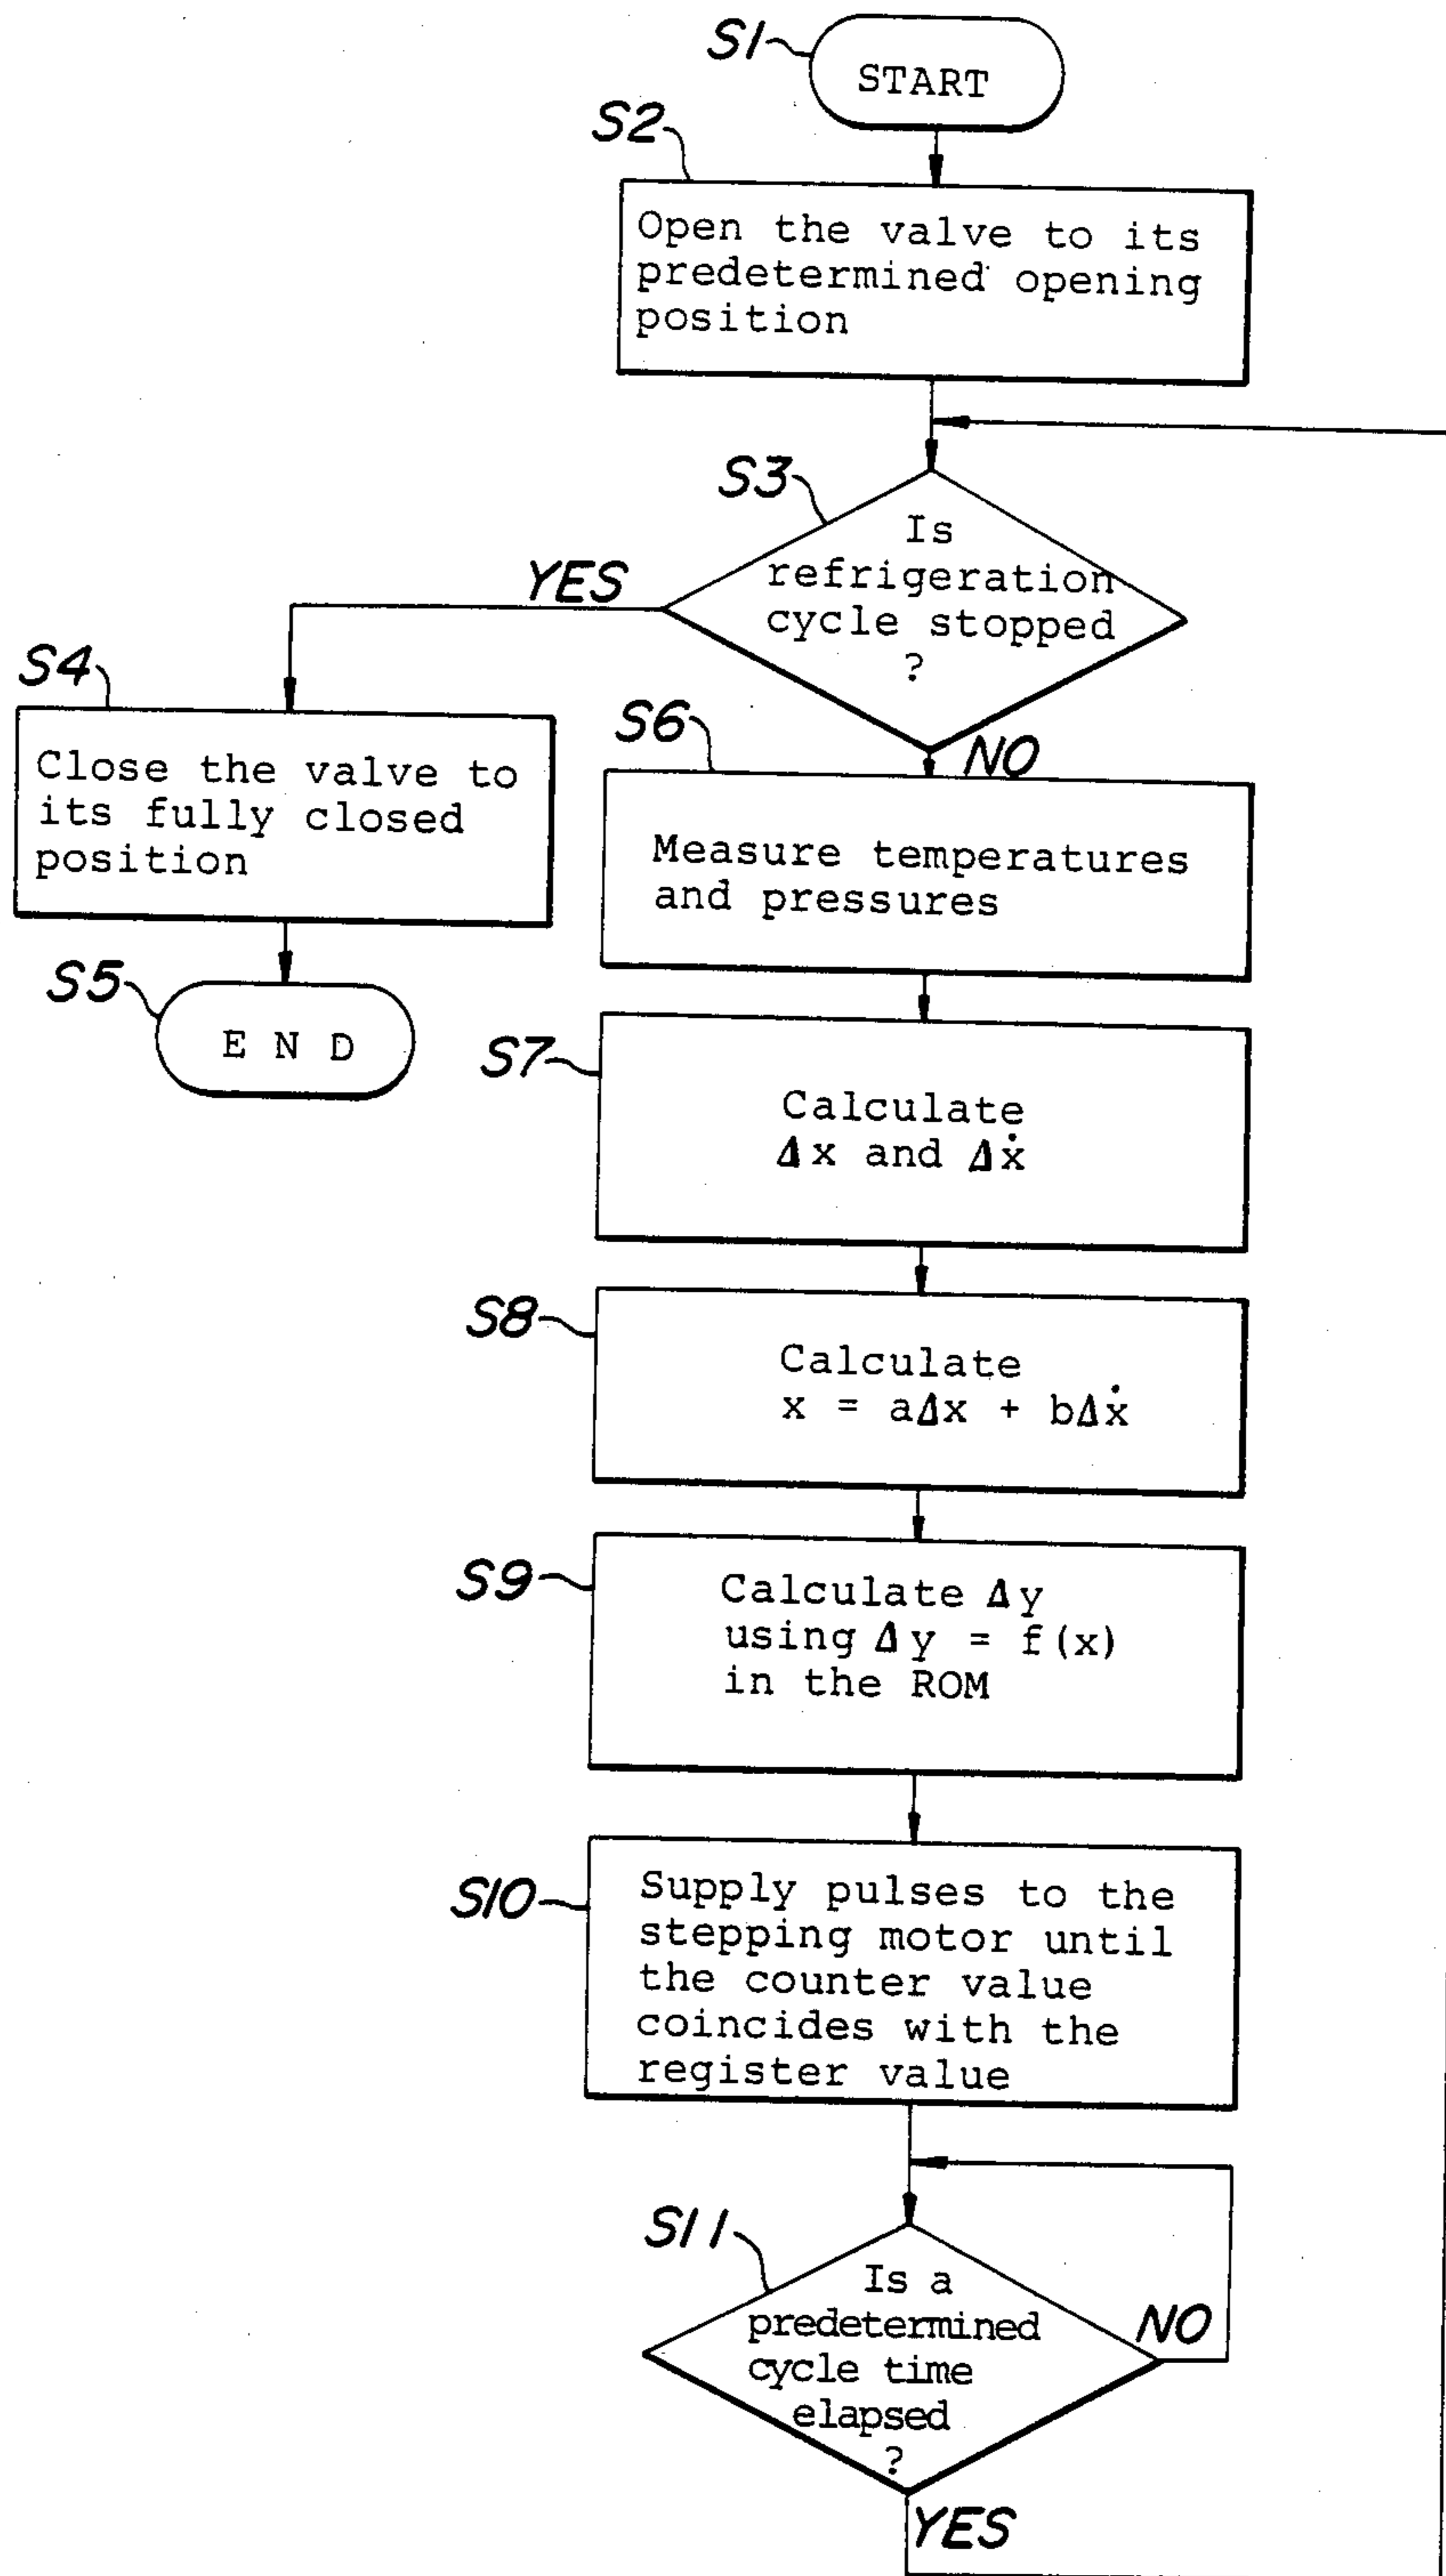 S1
START
S2
Open the valve to its
predetermined opening
position
S3
Is
refrigeration
cycle stopped
?
YES
NO
S4
Close the valve to
its fully closed
position
S5
E N D
S6
Measure temperatures
and pressures
S7
Calculate
Δx and Δẋ
S8
Calculate
x = aΔx + bΔẋ
S9
Calculate Δy
using Δy = f(x)
in the ROM
S10
Supply pulses to the
stepping motor until
the counter value
coincides with the
register value
S11
Is a
predetermined
cycle time
elapsed
?
NO
YES